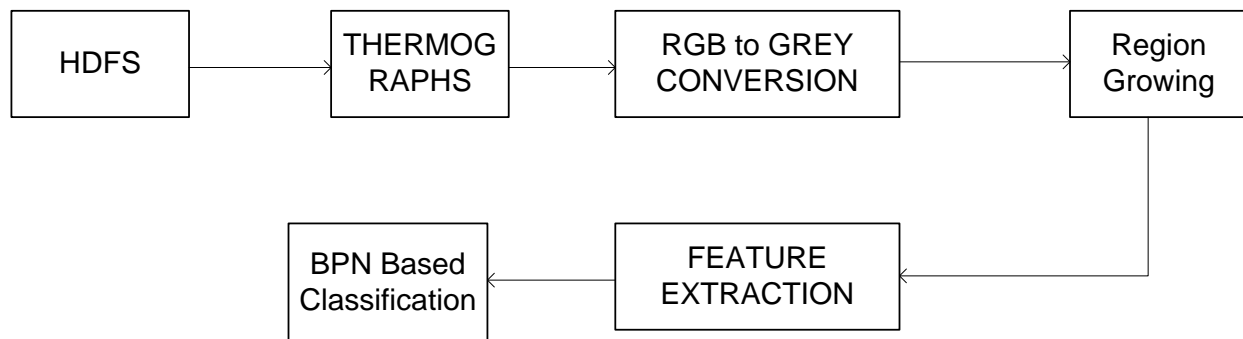 HDFS
THERMOG
RAPHS
RGB to GREY
CONVERSION
Region
Growing
FEATURE
EXTRACTION
BPN Based
Classification